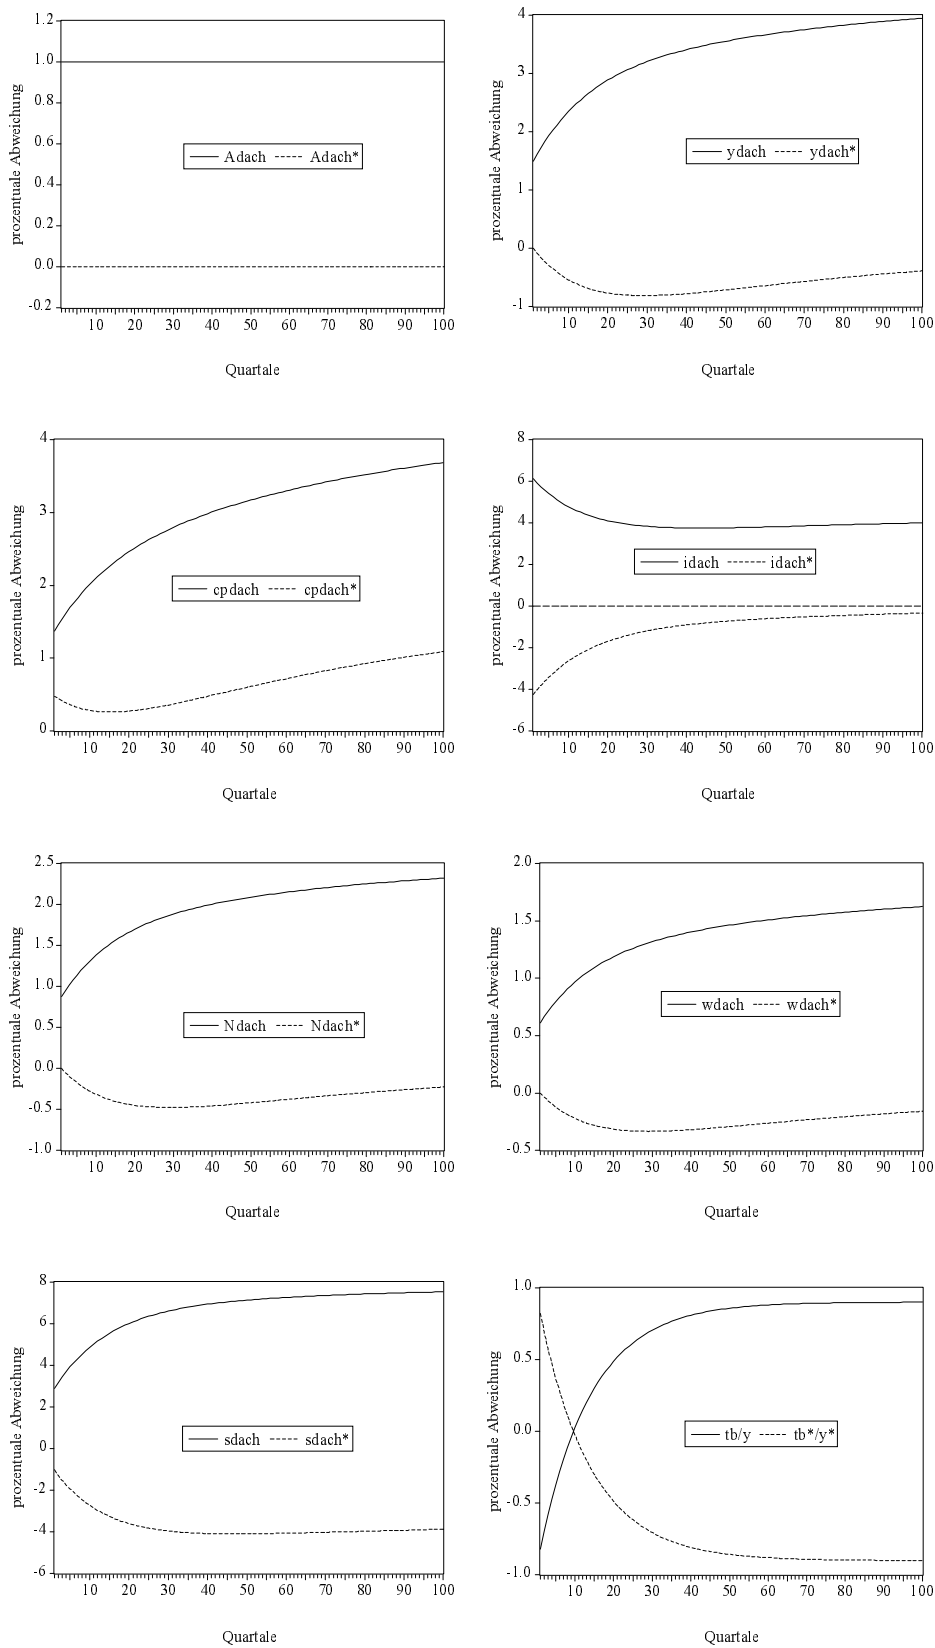 1.2
1.0
0.8
0.6
0.4
0.2
0.0
-0.2
prozentuale Abweichung
Adach Adach*
10 20 30 40 50 60 70 80 90 100
Quartale
4
3
2
1
0
-1
prozentuale Abweichung
ydach ydach*
10 20 30 40 50 60 70 80 90 100
Quartale
4
3
2
1
0
prozentuale Abweichung
cpdach cpdach*
10 20 30 40 50 60 70 80 90 100
Quartale
8
6
4
2
0
-2
-4
-6
prozentuale Abweichung
idach idach*
10 20 30 40 50 60 70 80 90 100
Quartale
2.5
2.0
1.5
1.0
0.5
0.0
-0.5
-1.0
prozentuale Abweichung
Ndach Ndach*
10 20 30 40 50 60 70 80 90 100
Quartale
2.0
1.5
1.0
0.5
0.0
-0.5
prozentuale Abweichung
wdach wdach*
10 20 30 40 50 60 70 80 90 100
Quartale
8
6
4
2
0
-2
-4
-6
prozentuale Abweichung
sdach sdach*
10 20 30 40 50 60 70 80 90 100
Quartale
1.0
0.5
0.0
-0.5
-1.0
prozentuale Abweichung
tb/y tb*/y*
10 20 30 40 50 60 70 80 90 100
Quartale